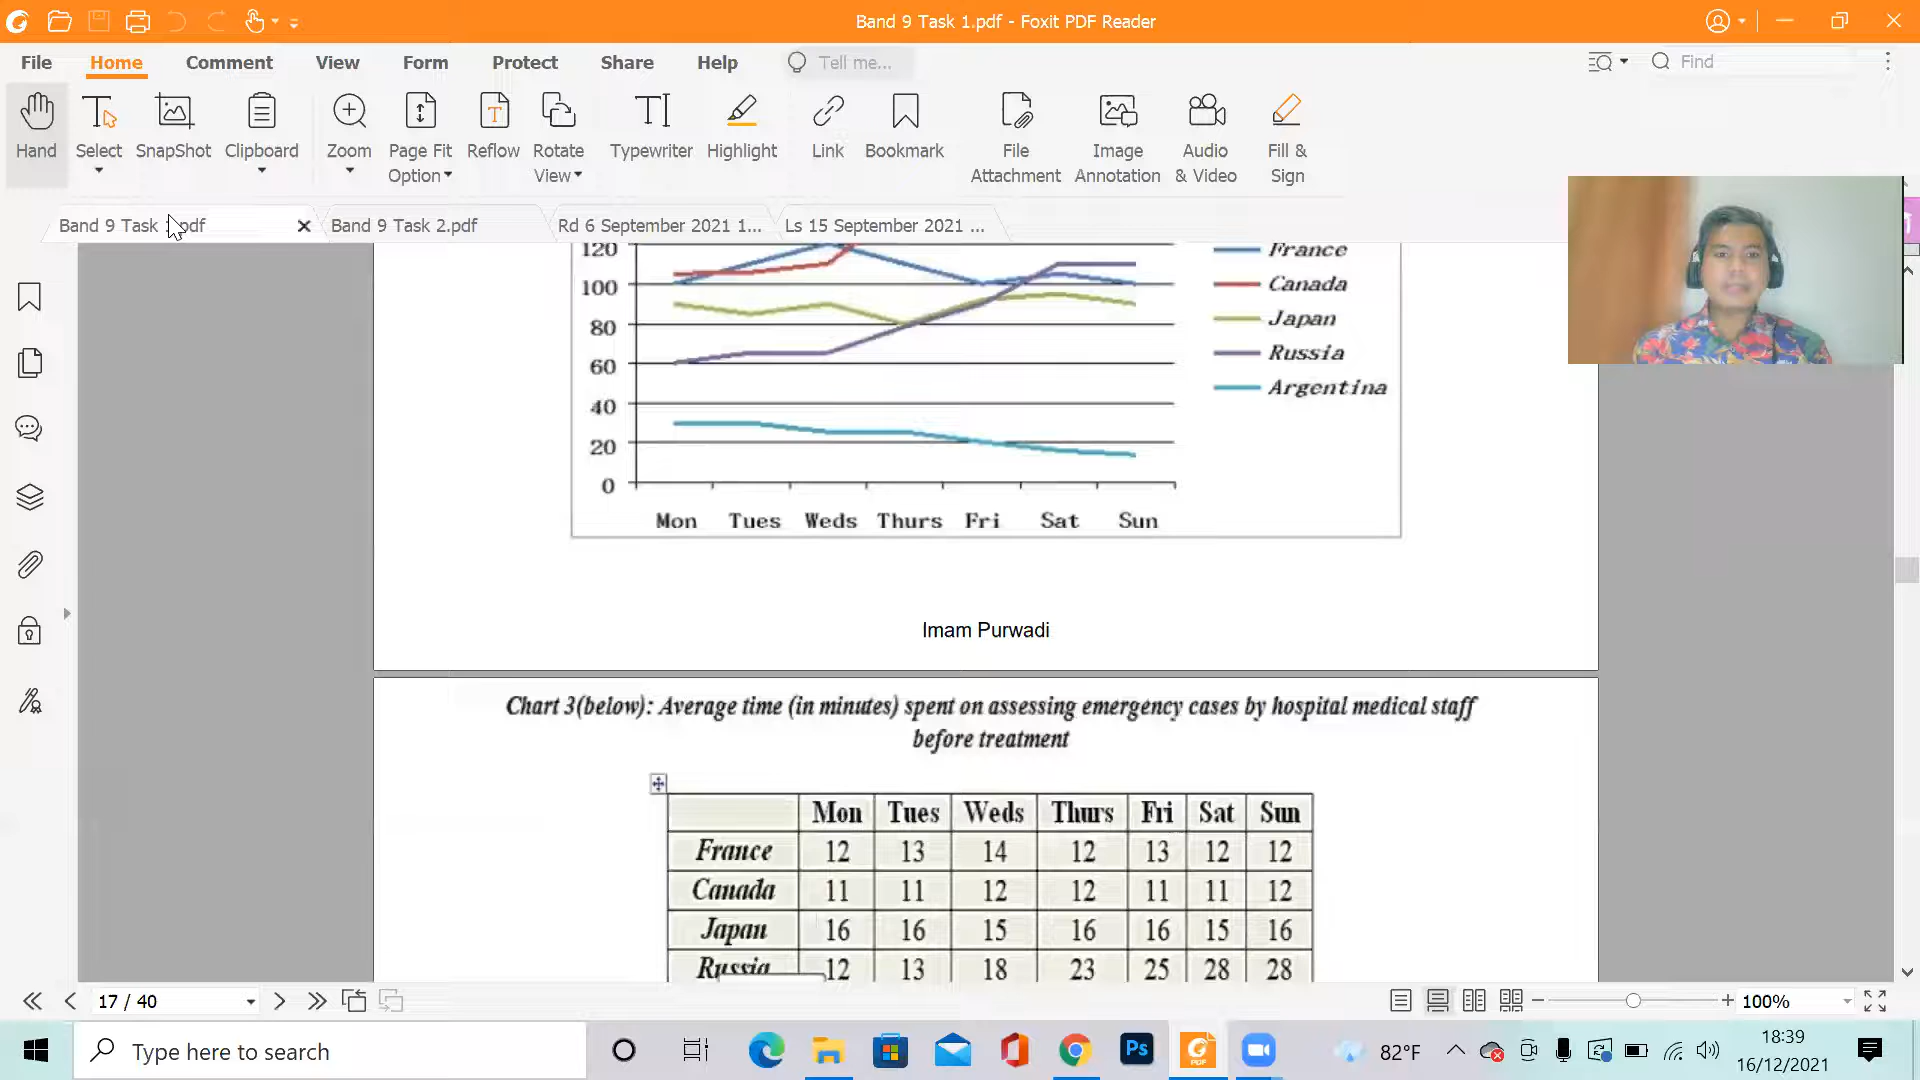 Band 9 Task 1.pdf - Foxit PDF Reader
File Home Comment View Form Protect Share Help Tell me... Find
Hand Select SnapShot Clipboard Zoom Page Fit Option Reflow Rotate View Typewriter Highlight Link Bookmark File Attachment Image Annotation Audio & Video Fill & Sign
Band 9 Task .pdf Band 9 Task 2.pdf Rd 6 September 2021 1... Ls 15 September 2021 ...
120
100
80
60
40
20
0
Mon Tues Weds Thurs Fri Sat Sun
France
Canada
Japan
Russia
Argentina
Imam Purwadi
Chart 3(below): Average time (in minutes) spent on assessing emergency cases by hospital medical staff
before treatment
Mon Tues Weds Thurs Fri Sat Sun
France 12 13 14 12 13 12 12
Canada 11 11 12 12 11 11 12
Japan 16 16 15 16 16 15 16
Russia 12 13 18 23 25 28 28
17 / 40 100%
Type here to search Ps PDF 82°F 18:39
16/12/2021